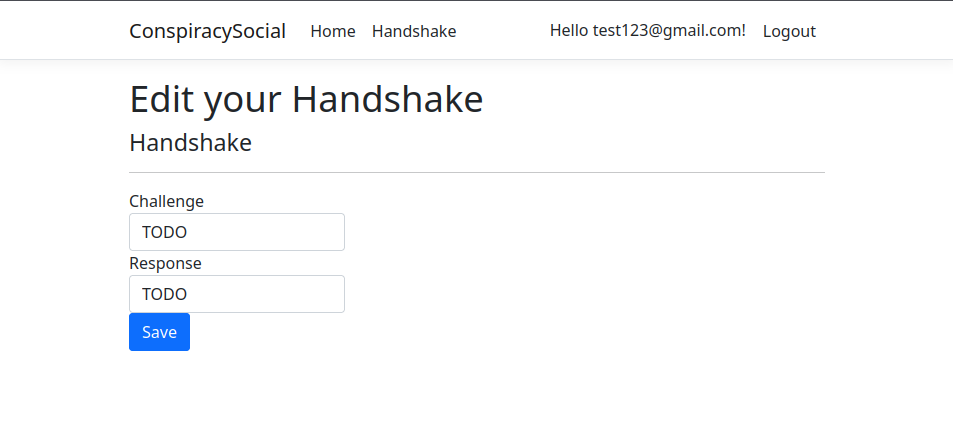 ConspiracySocial Home Handshake Hello test123@gmail.com! Logout
Edit your Handshake
Handshake
Challenge
TODO
Response
TODO
Save